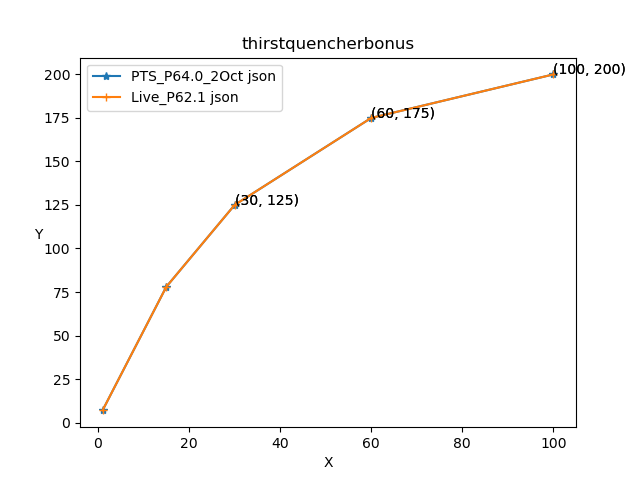 thirstquencherbonus
PTS_P64.0_2Oct json
Live_P62.1 json
(100, 200)
(60, 175)
(30, 125)
200
175
150
125
100
75
50
25
0
Y
0 20 40 60 80 100
X